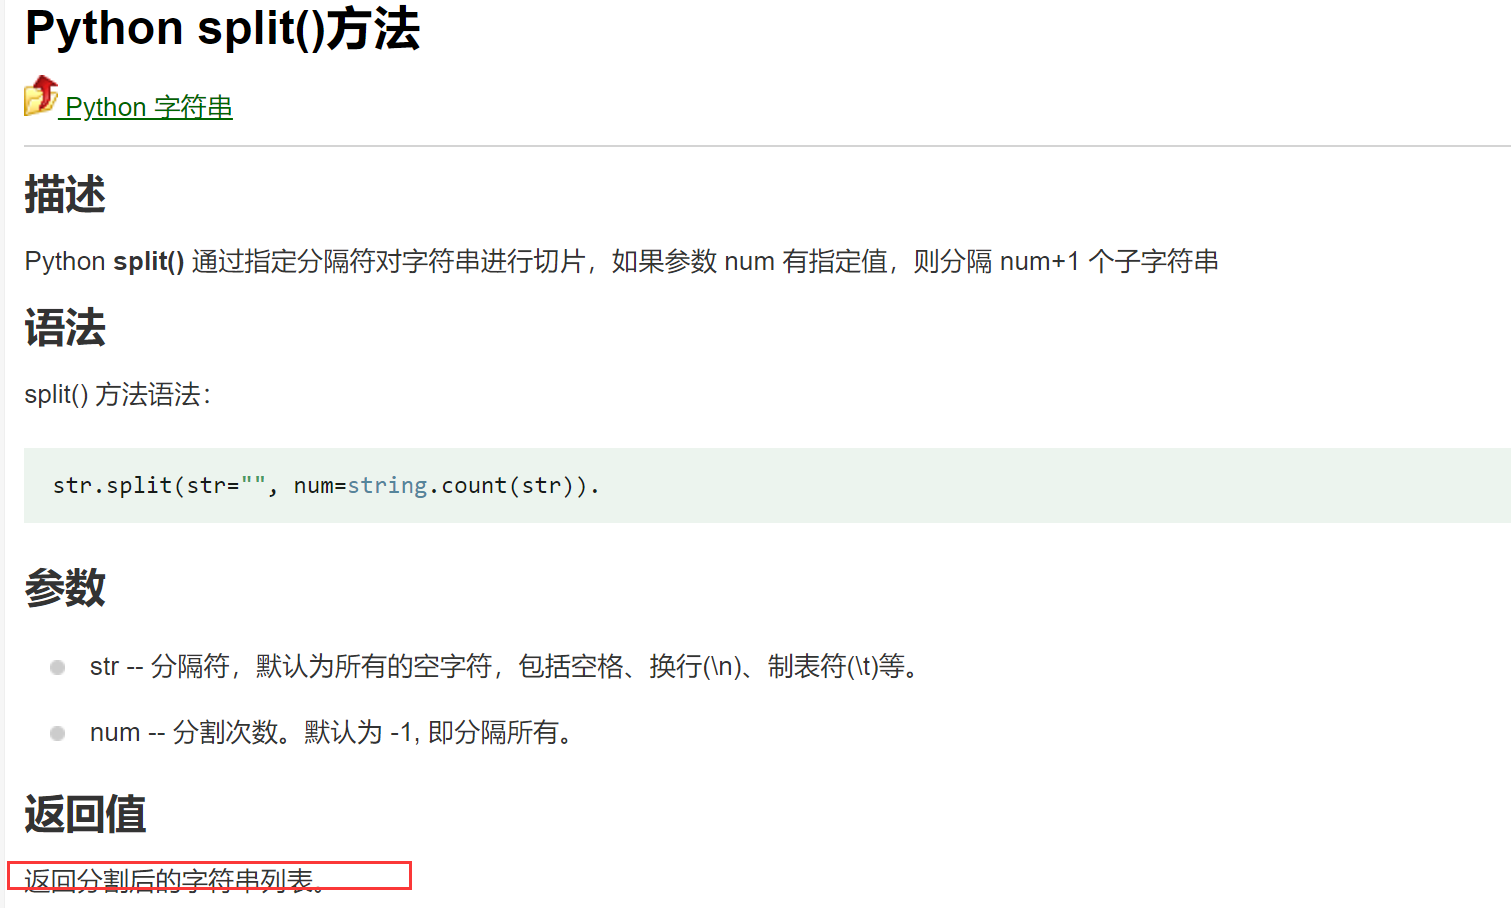 Python split()方法
Python 字符串
描述
Python split() 通过指定分隔符对字符串进行切片，如果参数 num 有指定值，则分隔 num+1 个子字符串
语法
split() 方法语法：
str.split(str="", num=string.count(str)).
参数
str -- 分隔符，默认为所有的空字符，包括空格、换行(\n)、制表符(\t)等。
num -- 分割次数。默认为 -1, 即分隔所有。
返回值
返回分割后的字符串列表。